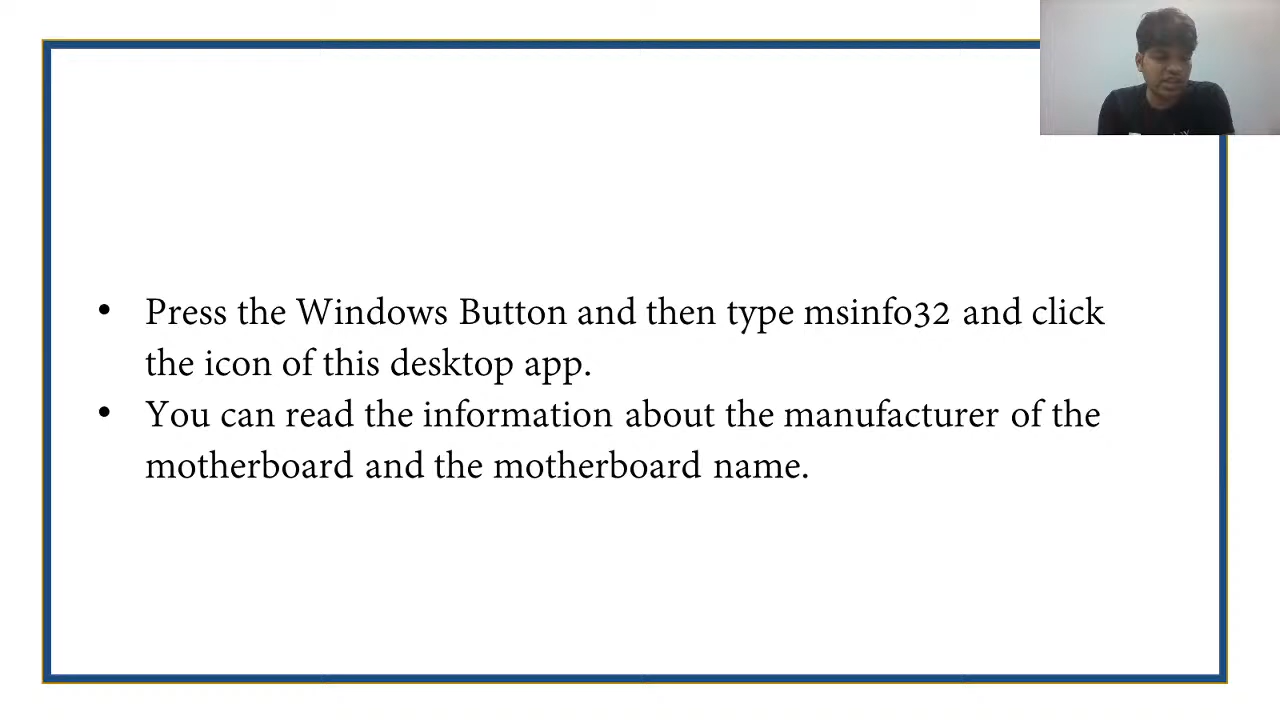 • Press the Windows Button and then type msinfo32 and click
the icon of this desktop app.
• You can read the information about the manufacturer of the
motherboard and the motherboard name.